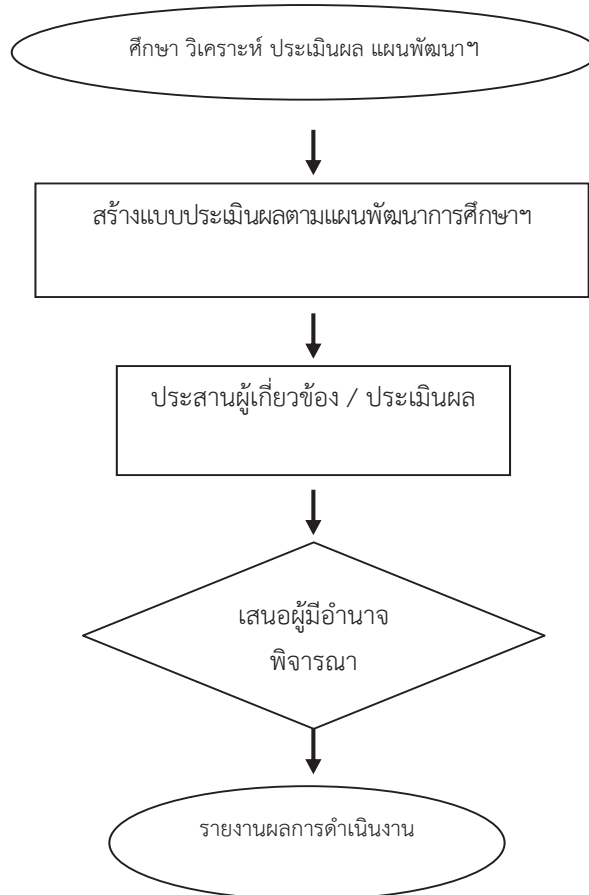 ศึกษา วิเคราะห์ ประเมินผล แผนพัฒนาฯ
สร้างแบบประเมินผลตามแผนพัฒนาการศึกษาฯ
ประสานผู้เกี่ยวข้อง / ประเมินผล
เสนอผู้มีอำนาจ
พิจารณา
รายงานผลการดำเนินงาน